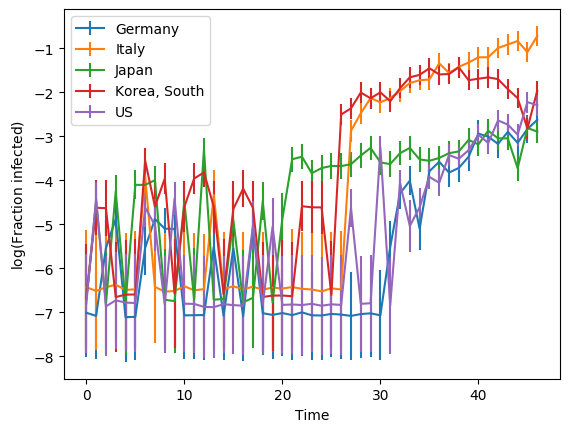 Germany
Italy
Japan
Korea, South
US
−1
−2
−3
−4
−5
−6
−7
−8
log(Fraction infected)
0
10
20
30
40
Time